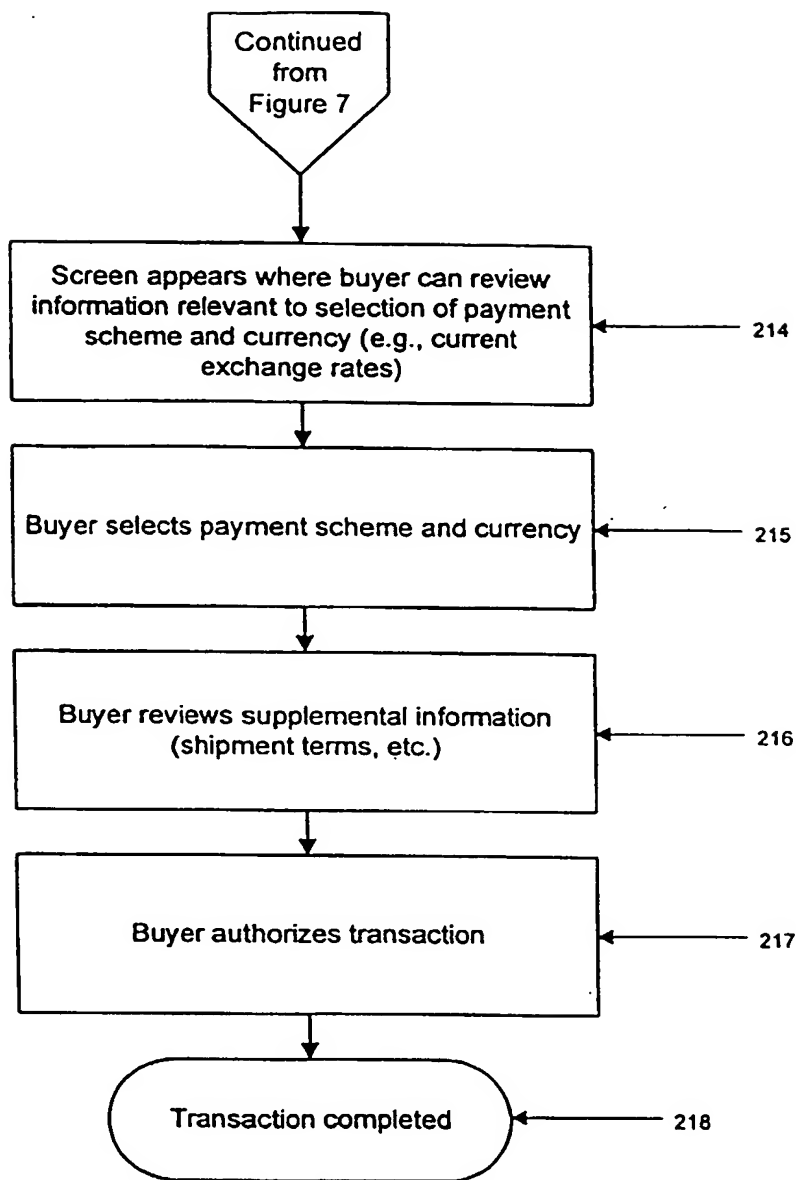 Continued
from
Figure 7
Screen appears where buyer can review
information relevant to selection of payment
scheme and currency (e.g., current
exchange rates)
214
Buyer selects payment scheme and currency
215
Buyer reviews supplemental information
(shipment terms, etc.)
216
Buyer authorizes transaction
217
Transaction completed
218